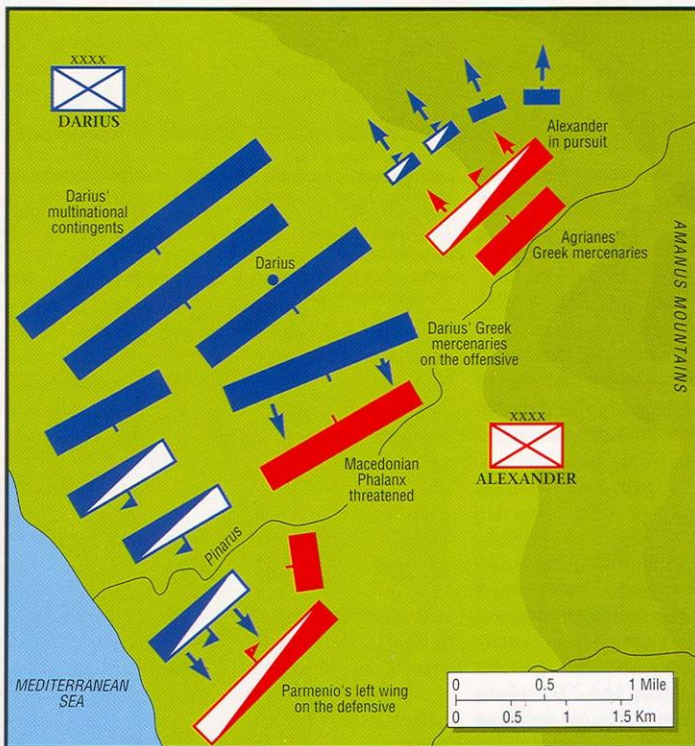 XXXX
DARIUS
Alexander
in pursuit
Darius'
multinational
contingents
Agrianes'
Greek mercenaries
AMANUS MOUNTAINS
Darius
Darius' Greek
mercenaries
on the offensive
XXXX
ALEXANDER
Macedonian
Phalanx
threatened
Pinarus
MEDITERRANEAN
SEA
Parmenio's left wing
on the defensive
0 0.5 1 Mile
0 0.5 1 1.5 Km